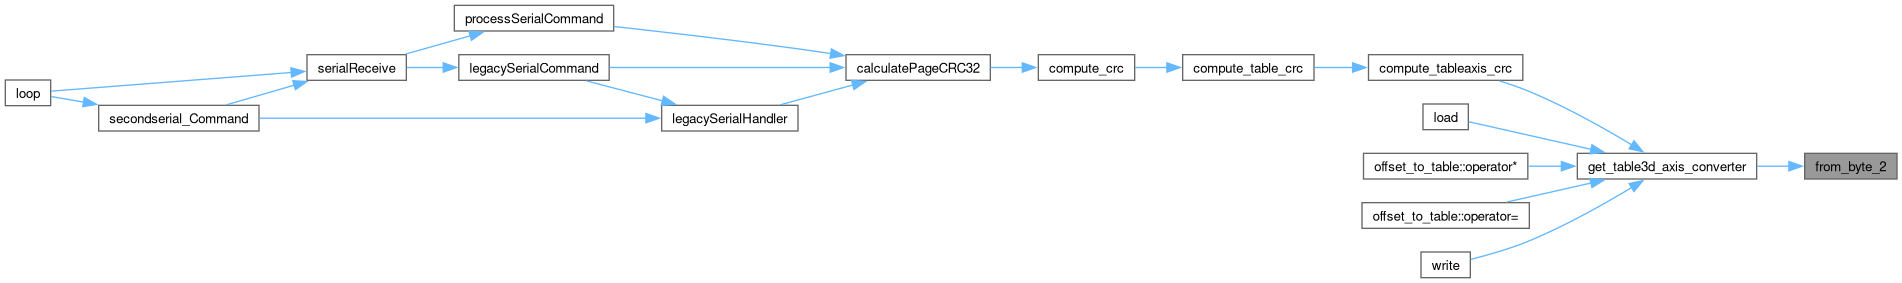 loop
secondserial_Command
serialReceive
processSerialCommand
legacySerialCommand
legacySerialHandler
calculatePageCRC32
compute_crc
compute_table_crc
compute_tableaxis_crc
load
offset_to_table::operator*
offset_to_table::operator=
write
get_table3d_axis_converter
from_byte_2